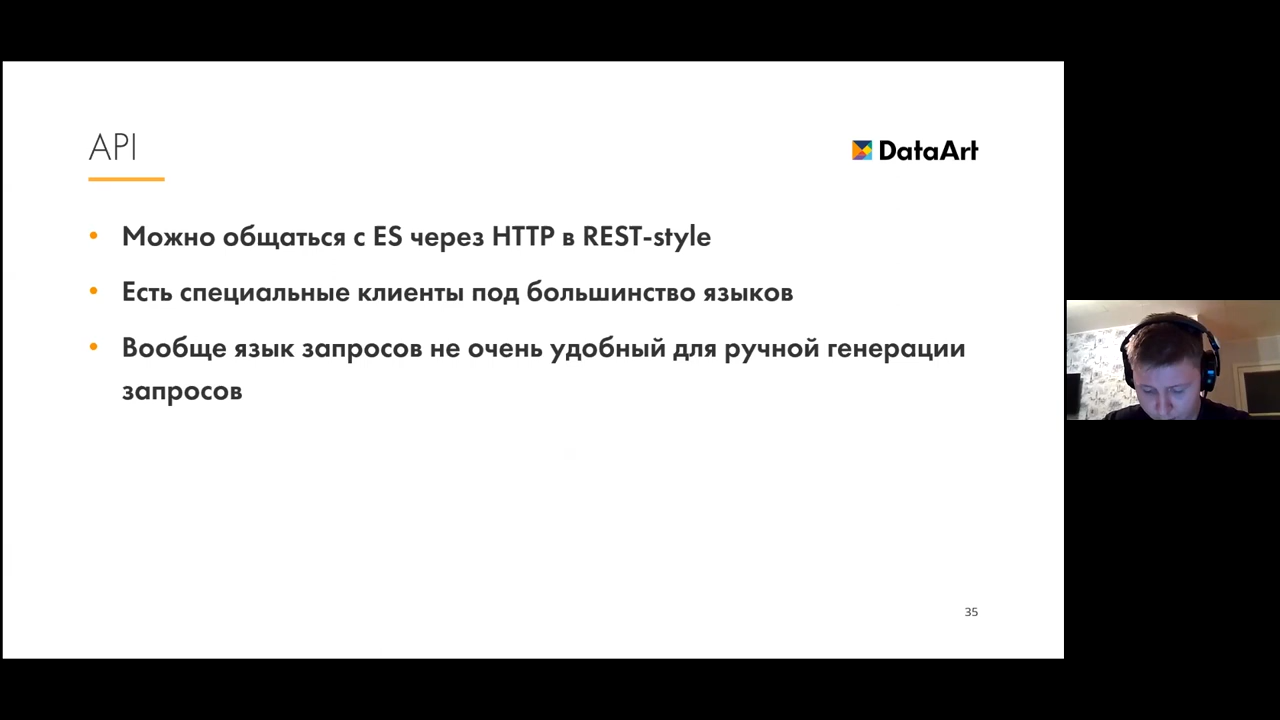 API
DataArt
Можно общаться с ES через HTTP в REST-style
Есть специальные клиенты под большинство языков
Вообще язык запросов не очень удобный для ручной генерации
запросов
35